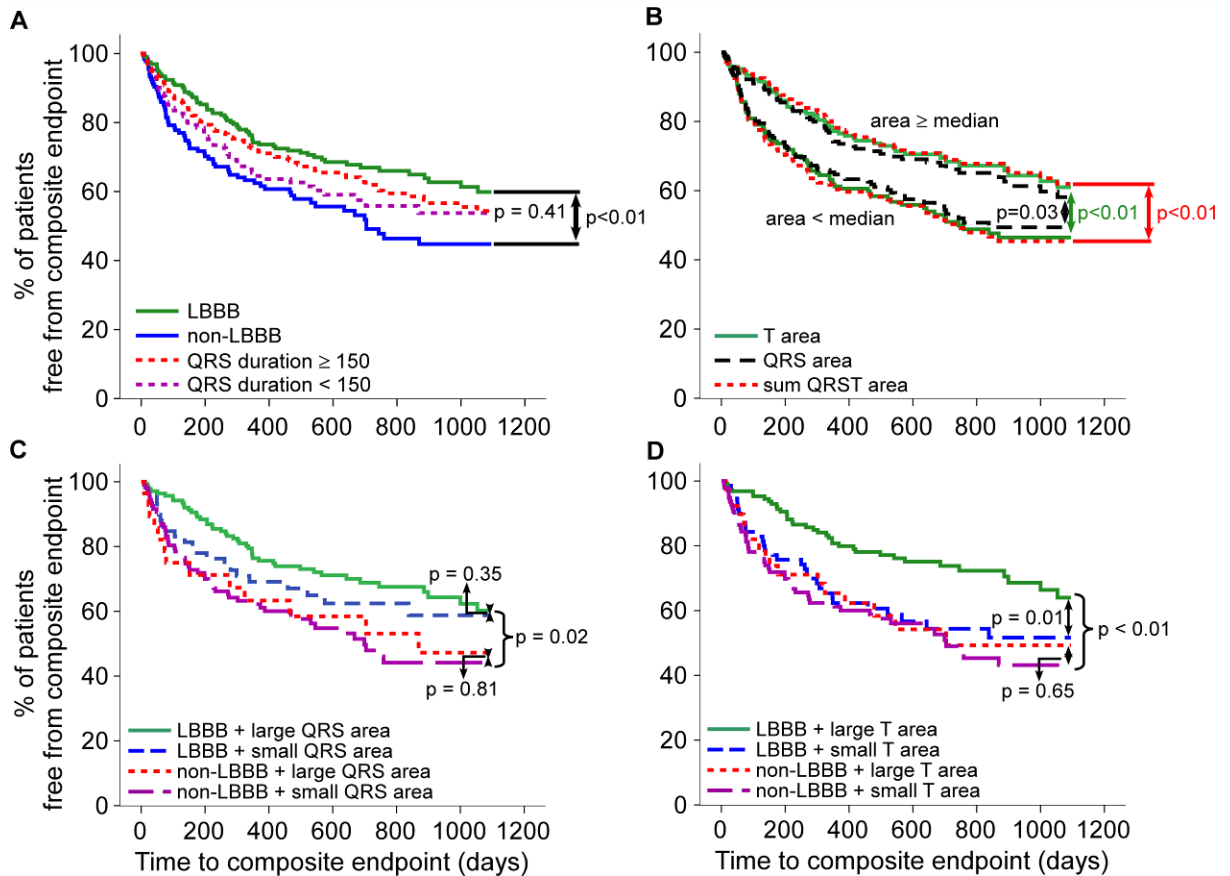 A
% of patients
free from composite endpoint
100
80
60
40
20
0
p = 0.41
p<0.01
LBBB
non-LBBB
QRS duration ≥ 150
QRS duration < 150
0 200 400 600 800 1000 1200
B
100
80
60
40
20
0
area ≥ median
area < median
p=0.03
p<0.01
p<0.01
T area
QRS area
sum QRST area
0 200 400 600 800 1000 1200
C
% of patients
free from composite endpoint
100
80
60
40
20
0
p = 0.35
p = 0.02
p = 0.81
LBBB + large QRS area
LBBB + small QRS area
non-LBBB + large QRS area
non-LBBB + small QRS area
0 200 400 600 800 1000 1200
Time to composite endpoint (days)
D
100
80
60
40
20
0
p = 0.01
p < 0.01
p = 0.65
LBBB + large T area
LBBB + small T area
non-LBBB + large T area
non-LBBB + small T area
0 200 400 600 800 1000 1200
Time to composite endpoint (days)